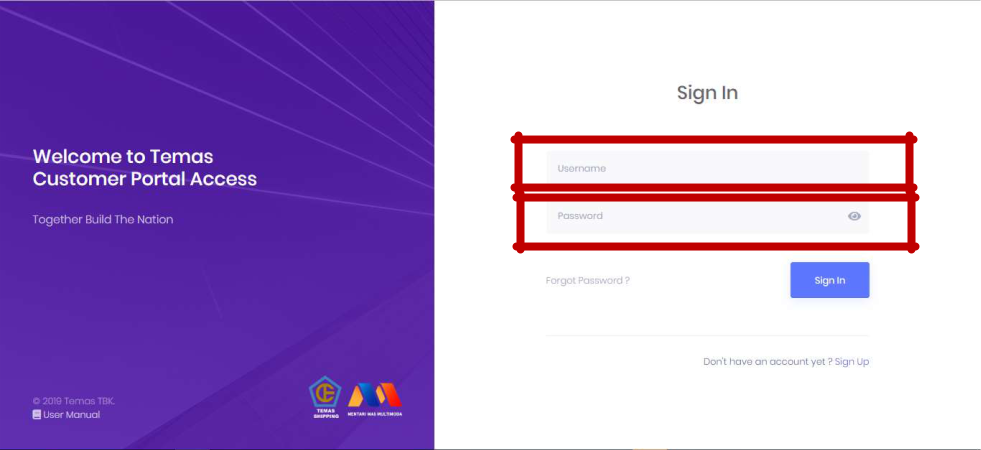 Welcome to Temas
Customer Portal Access
Together Build The Nation
© 2019 Temas TBK.
User Manual
TEMAS
SHIPPING
MENTARI MAS MULTIMODA
Sign In
Username
Password
Forgot Password ?
Sign In
Don't have an account yet ? Sign Up